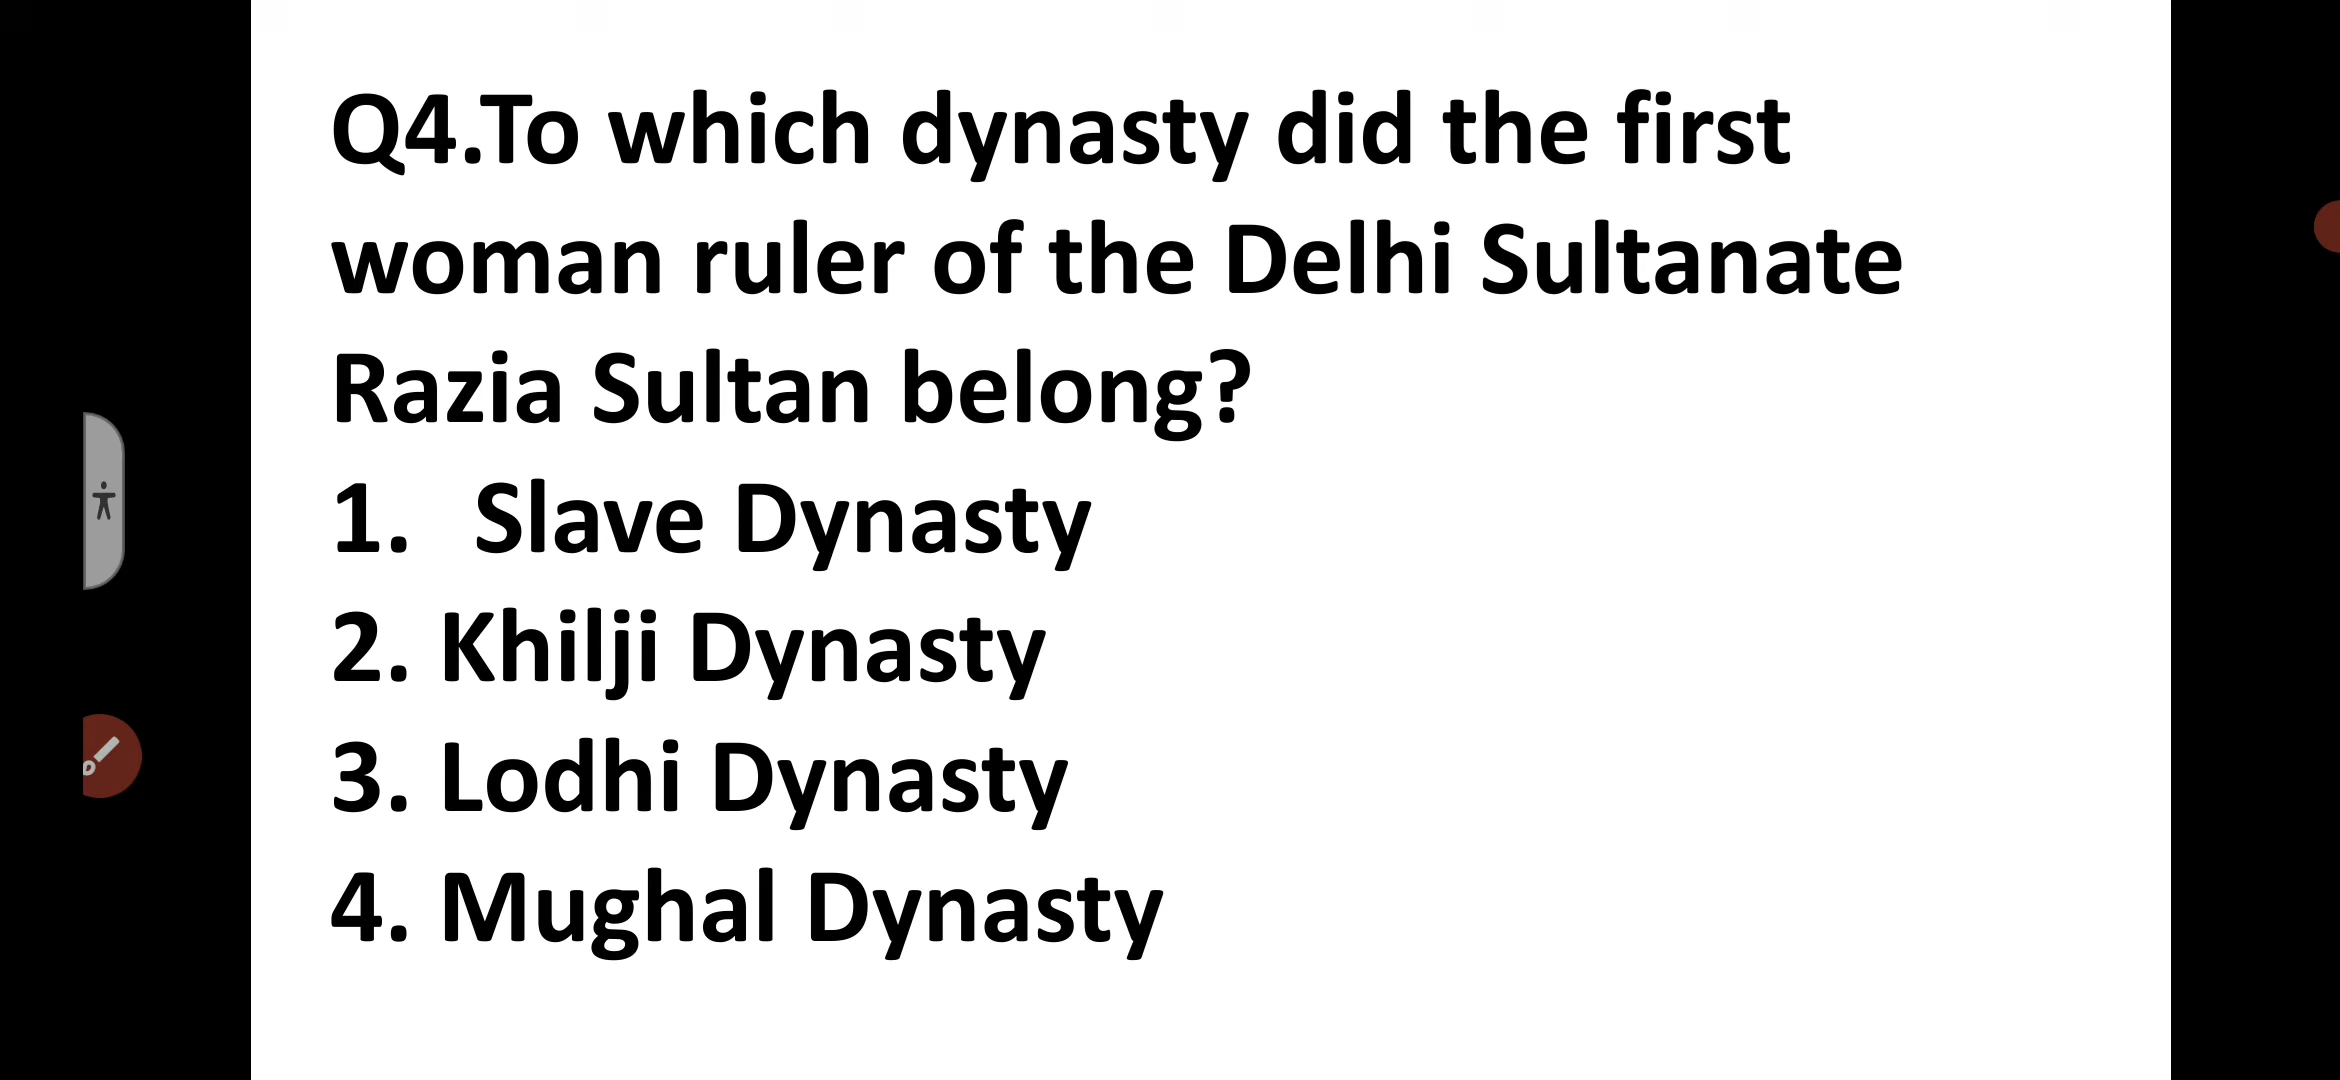 Q4.To which dynasty did the first
woman ruler of the Delhi Sultanate
Razia Sultan belong?
1. Slave Dynasty
2. Khilji Dynasty
3. Lodhi Dynasty
4. Mughal Dynasty